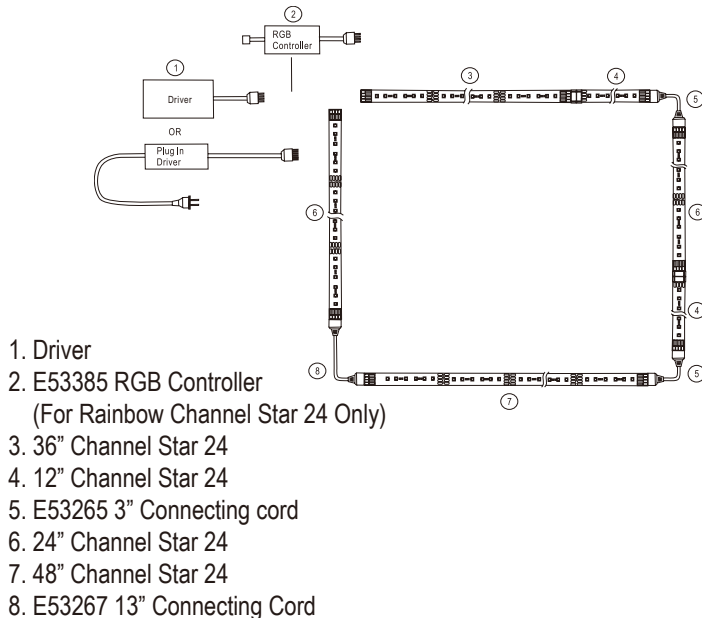 2
RGB
Controller
1
Driver
OR
Plug In
Driver
3
4
5
6
6
4
8
5
7
1. Driver
2. E53385 RGB Controller
(For Rainbow Channel Star 24 Only)
3. 36” Channel Star 24
4. 12” Channel Star 24
5. E53265 3” Connecting cord
6. 24” Channel Star 24
7. 48” Channel Star 24
8. E53267 13” Connecting Cord